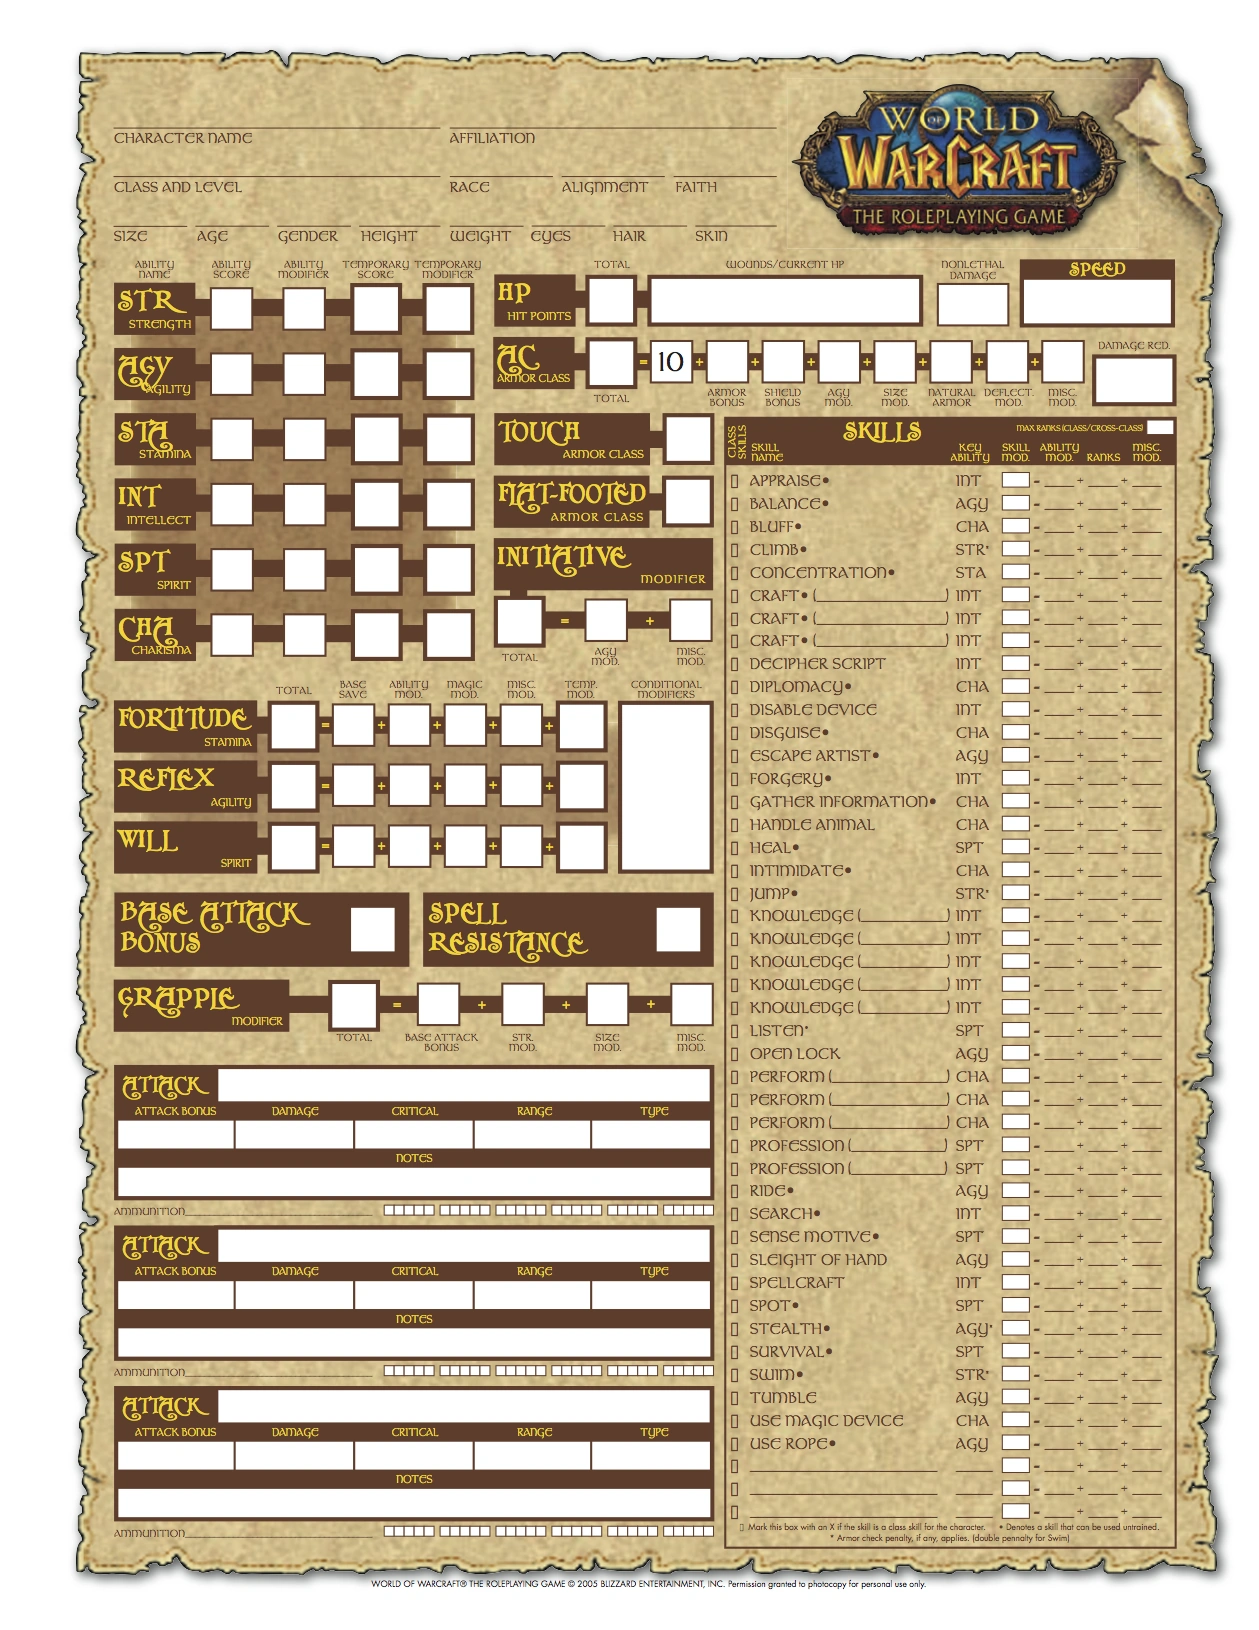 WORLD OF WARCRAFT
THE ROLEPLAYING GAME
CHARACTER NAME AFFILIATION
CLASS AND LEVEL RACE ALIGNMENT FAITH
SIZE AGE GENDER HEIGHT WEIGHT EYES HAIR SKIN
ABILITY NAME ABILITY SCORE ABILITY MODIFIER TEMPORARY SCORE TEMPORARY MODIFIER
STR STRENGTH
AGY AGILITY
STA STAMINA
INT INTELLECT
SPT SPIRIT
CHA CHARISMA
TOTAL WOUNDS/CURRENT HP NONLETHAL DAMAGE SPEED
HP HIT POINTS
AC ARMOR CLASS = 10 + + + + + + +
TOTAL ARMOR BONUS SHIELD BONUS AGY MOD. SIZE MOD. NATURAL ARMOR DEFLECT. MOD. MISC. MOD.
DAMAGE RED.
TOUCH ARMOR CLASS
FLAT-FOOTED ARMOR CLASS
INITIATIVE MODIFIER
= +
TOTAL AGY MOD. MISC. MOD.
TOTAL BASE SAVE ABILITY MOD. MAGIC MOD. MISC. MOD. TEMP. MOD. CONDITIONAL MODIFIERS
FORTITUDE STAMINA = + + + +
REFLEX AGILITY = + + + +
WILL SPIRIT = + + + +
BASE ATTACK BONUS
SPELL RESISTANCE
GRAPPLE MODIFIER = + + +
TOTAL BASE ATTACK BONUS STR. MOD. SIZE MOD. MISC. MOD.
ATTACK
ATTACK BONUS DAMAGE CRITICAL RANGE TYPE
NOTES
AMMUNITION
ATTACK
ATTACK BONUS DAMAGE CRITICAL RANGE TYPE
NOTES
AMMUNITION
ATTACK
ATTACK BONUS DAMAGE CRITICAL RANGE TYPE
NOTES
AMMUNITION
SKILLS MAX RANKS (CLASS/CROSS-CLASS)
CLASS SKILLS SKILL NAME KEY ABILITY SKILL MOD. ABILITY MOD. RANKS MISC. MOD.
APPRAISE• INT - + +
BALANCE• AGY - + +
BLUFF• CHA - + +
CLIMB• STR* - + +
CONCENTRATION• STA - + +
CRAFT• ( ) INT - + +
CRAFT• ( ) INT - + +
CRAFT• ( ) INT - + +
DECIPHER SCRIPT INT - + +
DIPLOMACY• CHA - + +
DISABLE DEVICE INT - + +
DISGUISE• CHA - + +
ESCAPE ARTIST• AGY - + +
FORGERY• INT - + +
GATHER INFORMATION• CHA - + +
HANDLE ANIMAL CHA - + +
HEAL• SPT - + +
INTIMIDATE• CHA - + +
JUMP• STR* - + +
KNOWLEDGE ( ) INT - + +
KNOWLEDGE ( ) INT - + +
KNOWLEDGE ( ) INT - + +
KNOWLEDGE ( ) INT - + +
KNOWLEDGE ( ) INT - + +
LISTEN* SPT - + +
OPEN LOCK AGY - + +
PERFORM ( ) CHA - + +
PERFORM ( ) CHA - + +
PERFORM ( ) CHA - + +
PROFESSION ( ) SPT - + +
PROFESSION ( ) SPT - + +
RIDE• AGY - + +
SEARCH• INT - + +
SENSE MOTIVE• SPT - + +
SLEIGHT OF HAND AGY - + +
SPELLCRAFT INT - + +
SPOT• SPT - + +
STEALTH• AGY* - + +
SURVIVAL• SPT - + +
SWIM• STR* - + +
TUMBLE AGY - + +
USE MAGIC DEVICE CHA - + +
USE ROPE• AGY - + +
- + +
- + +
- + +
▯ Mark this box with an X if the skill is a class skill for the character. • Denotes a skill that can be used untrained.
* Armor check penalty, if any, applies. (double pennalty for Swim)
WORLD OF WARCRAFT® THE ROLEPLAYING GAME © 2005 BLIZZARD ENTERTAINMENT, INC. Permission granted to photocopy for personal use only.